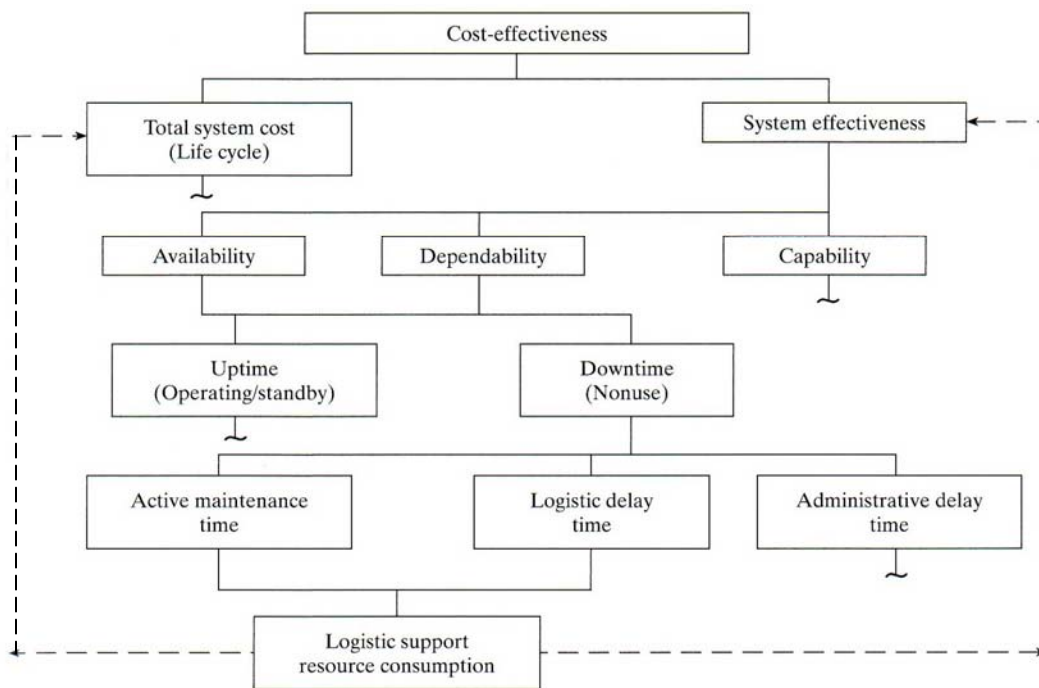 Cost-effectiveness
Total system cost
(Life cycle)
System effectiveness
Availability
Dependability
Capability
Uptime
(Operating/standby)
Downtime
(Nonuse)
Active maintenance
time
Logistic delay
time
Administrative delay
time
Logistic support
resource consumption